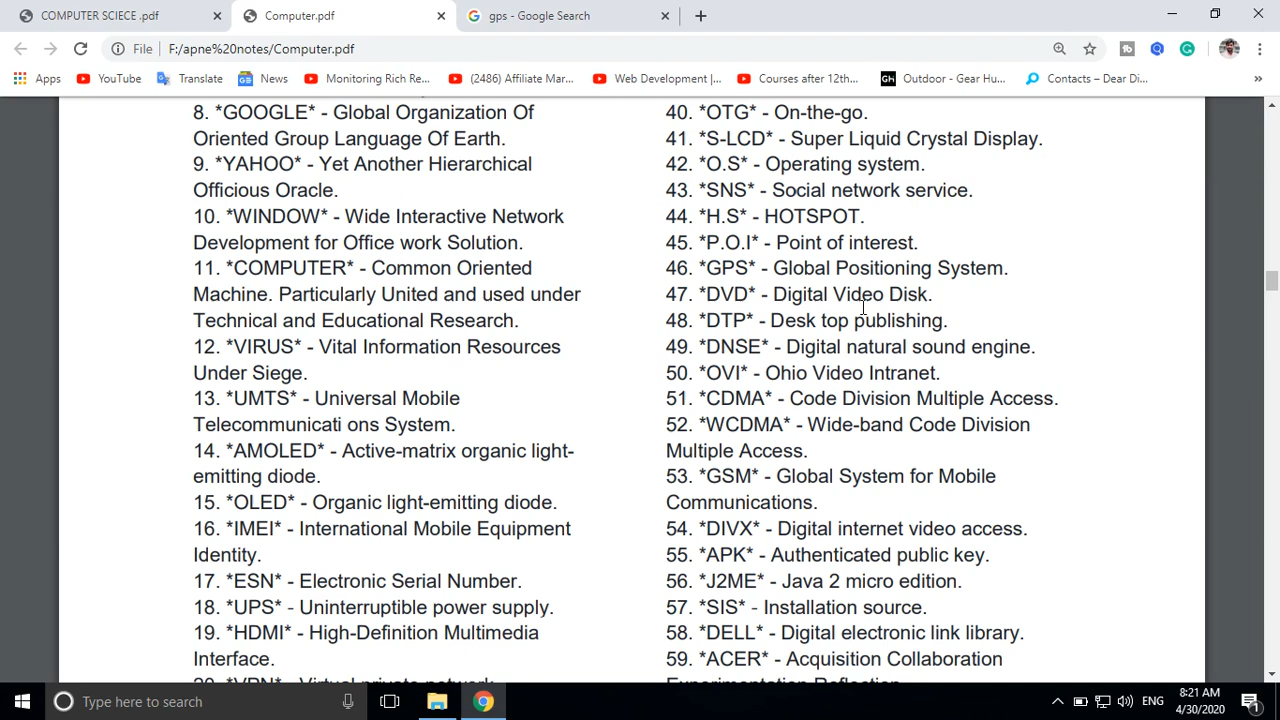 COMPUTER SCIECE .pdf
Computer.pdf
gps - Google Search
File
F:/apne%20notes/Computer.pdf
Apps
YouTube
Translate
News
Monitoring Rich Re...
(2486) Affiliate Mar...
Web Development |...
Courses after 12th...
Outdoor – Gear Hu...
Contacts – Dear Di...
8. *GOOGLE* - Global Organization Of
Oriented Group Language Of Earth.
9. *YAHOO* - Yet Another Hierarchical
Officious Oracle.
10. *WINDOW* - Wide Interactive Network
Development for Office work Solution.
11. *COMPUTER* - Common Oriented
Machine. Particularly United and used under
Technical and Educational Research.
12. *VIRUS* - Vital Information Resources
Under Siege.
13. *UMTS* - Universal Mobile
Telecommunicati ons System.
14. *AMOLED* - Active-matrix organic light-
emitting diode.
15. *OLED* - Organic light-emitting diode.
16. *IMEI* - International Mobile Equipment
Identity.
17. *ESN* - Electronic Serial Number.
18. *UPS* - Uninterruptible power supply.
19. *HDMI* - High-Definition Multimedia
Interface.
20. *VPN* - Virtual private network
40. *OTG* - On-the-go.
41. *S-LCD* - Super Liquid Crystal Display.
42. *O.S* - Operating system.
43. *SNS* - Social network service.
44. *H.S* - HOTSPOT.
45. *P.O.I* - Point of interest.
46. *GPS* - Global Positioning System.
47. *DVD* - Digital Video Disk.
48. *DTP* - Desk top publishing.
49. *DNSE* - Digital natural sound engine.
50. *OVI* - Ohio Video Intranet.
51. *CDMA* - Code Division Multiple Access.
52. *WCDMA* - Wide-band Code Division
Multiple Access.
53. *GSM* - Global System for Mobile
Communications.
54. *DIVX* - Digital internet video access.
55. *APK* - Authenticated public key.
56. *J2ME* - Java 2 micro edition.
57. *SIS* - Installation source.
58. *DELL* - Digital electronic link library.
59. *ACER* - Acquisition Collaboration
Experimentation Reflection
Type here to search
ENG
8:21 AM
4/30/2020